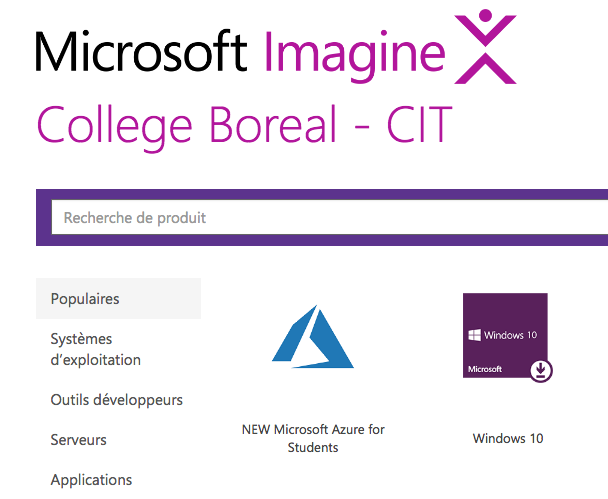 Microsoft Imagine
College Boreal - CIT
Recherche de produit
Populaires
Systèmes
d'exploitation
Outils développeurs
Serveurs
Applications
NEW Microsoft Azure for
Students
Windows 10
Microsoft
Windows 10